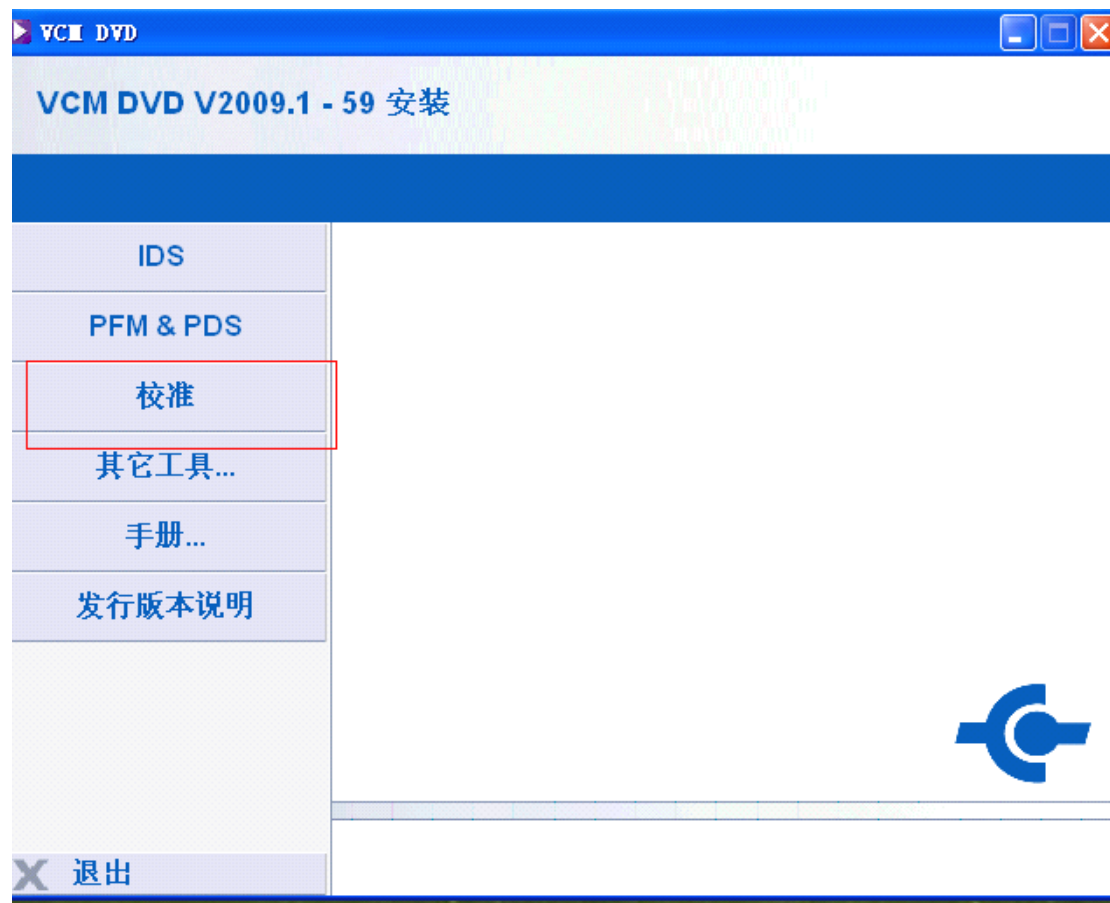 VCM DVD
VCM DVD V2009.1 - 59 安装
IDS
PFM & PDS
校准
其它工具...
手册...
发行版本说明
退出